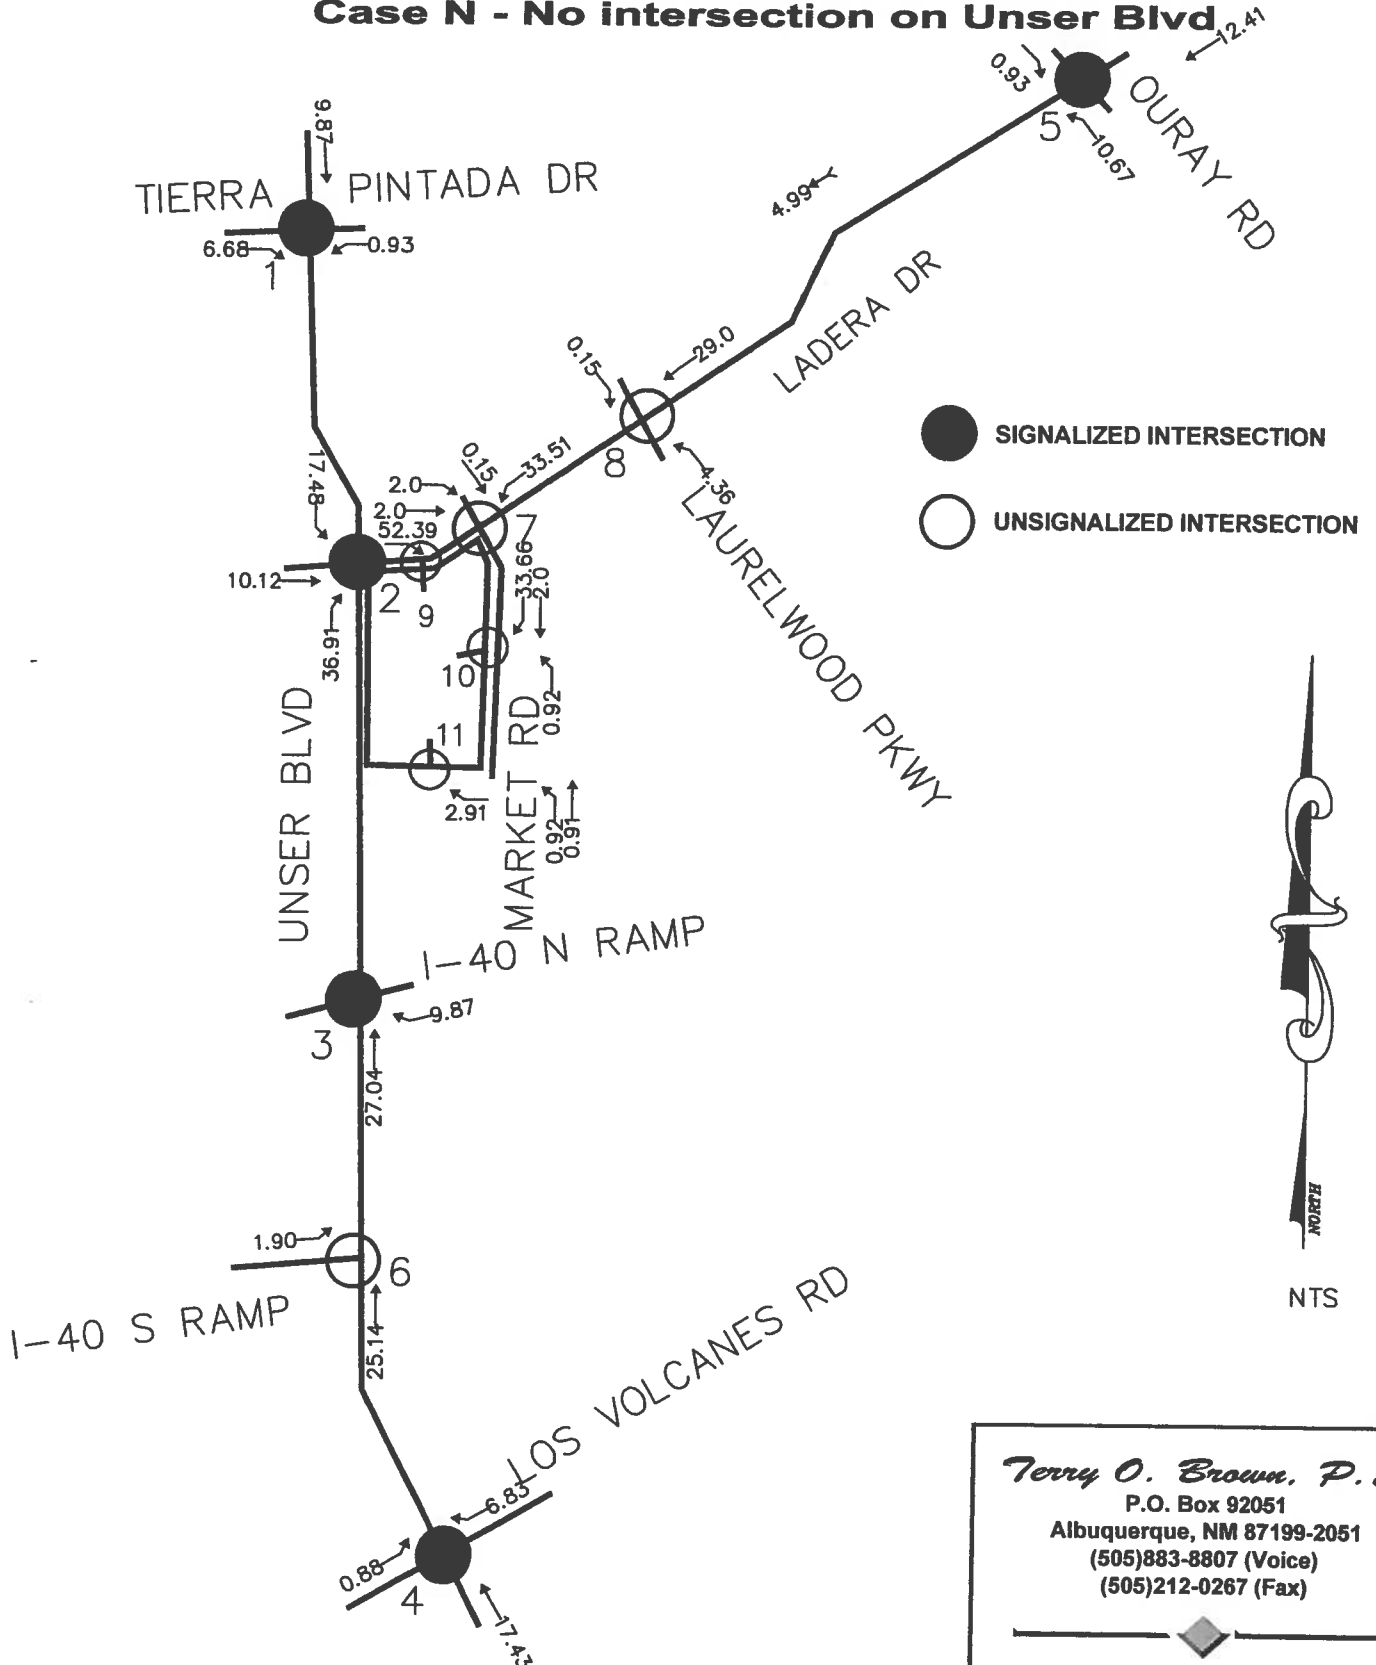 Case N - No intersection on Unser Blvd
12.41
0.93
5
10.67
OURAY RD
9.87
TIERRA PINTADA DR
6.68
0.93
1
4.99
LADERA DR
29.0
0.15
8
4.36
LAURELWOOD PKWY
SIGNALIZED INTERSECTION
UNSIGNALIZED INTERSECTION
17.48
0.15
33.51
2.0
2.0
52.39
7
10.12
2
9
33.66
2.0
36.91
10
0.92
UNSER BLVD
11
2.91
MARKET RD
0.92
0.91
I-40 N RAMP
3
9.87
27.04
1.90
6
I-40 S RAMP
25.14
LOS VOLCANES RD
6.83
0.88
4
17.43
NORTH
NTS
Terry O. Brown, P.
P.O. Box 92051
Albuquerque, NM 87199-2051
(505)883-8807 (Voice)
(505)212-0267 (Fax)